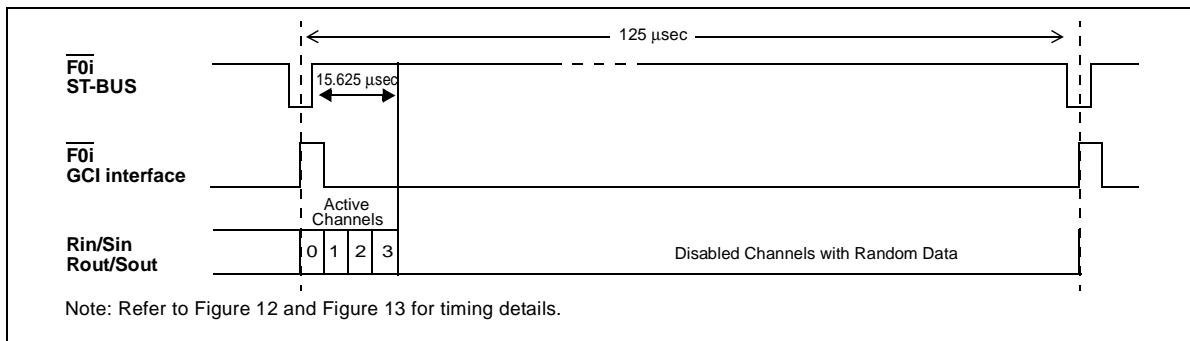 125 μsec
F0i
ST-BUS
15.625 μsec
F0i
GCI interface
Active
Channels
Rin/Sin
Rout/Sout
0 1 2 3
Disabled Channels with Random Data
Note: Refer to Figure 12 and Figure 13 for timing details.